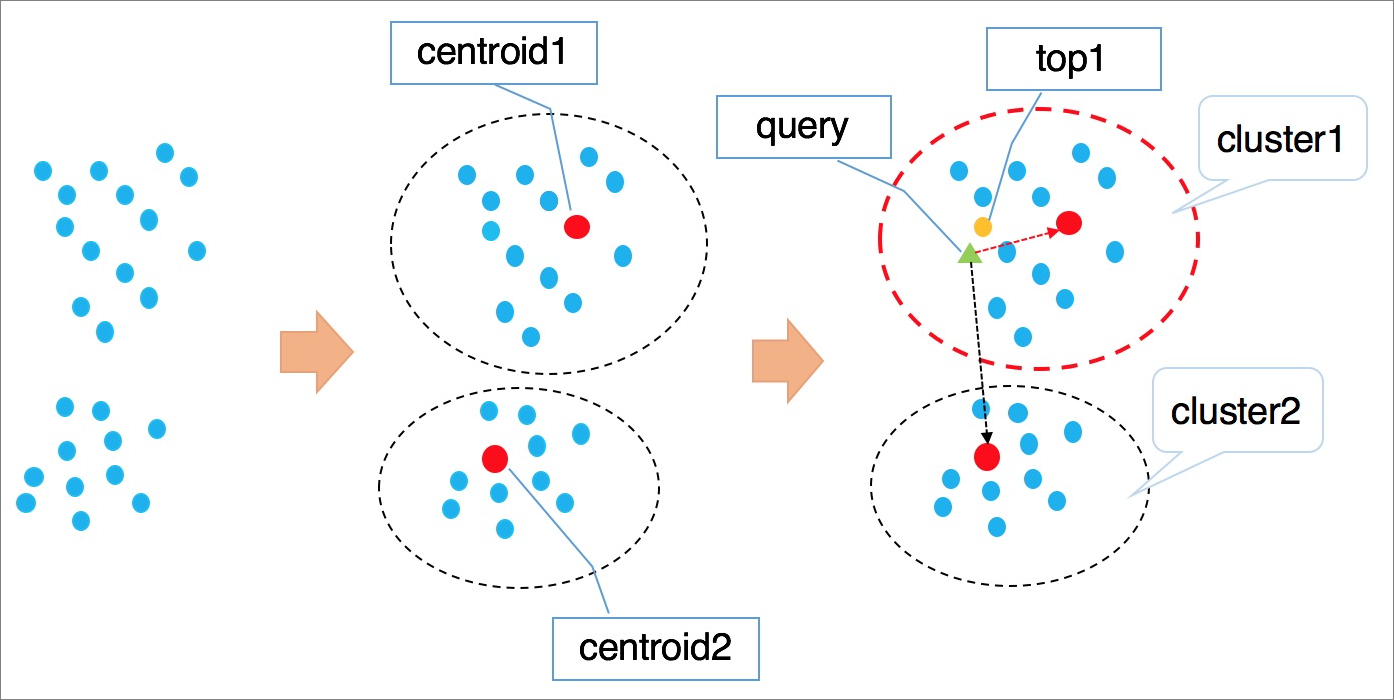 centroid1
top1
query
cluster1
cluster2
centroid2